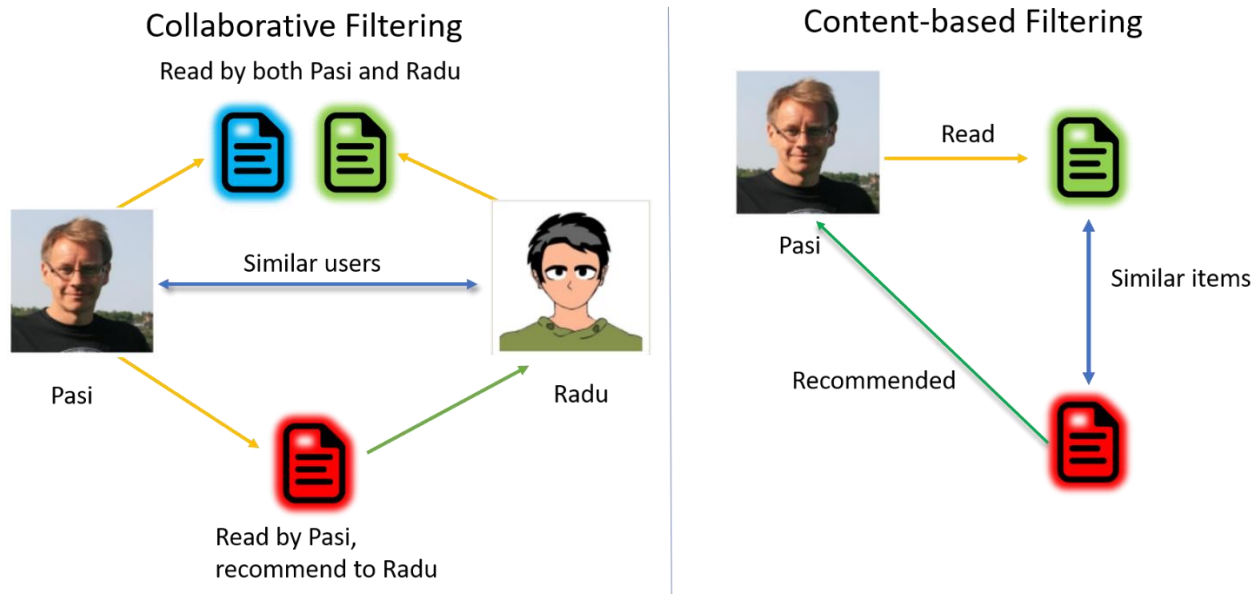 Collaborative Filtering
Read by both Pasi and Radu
Similar users
Pasi
Radu
Read by Pasi,
recommend to Radu
Content-based Filtering
Read
Pasi
Similar items
Recommended